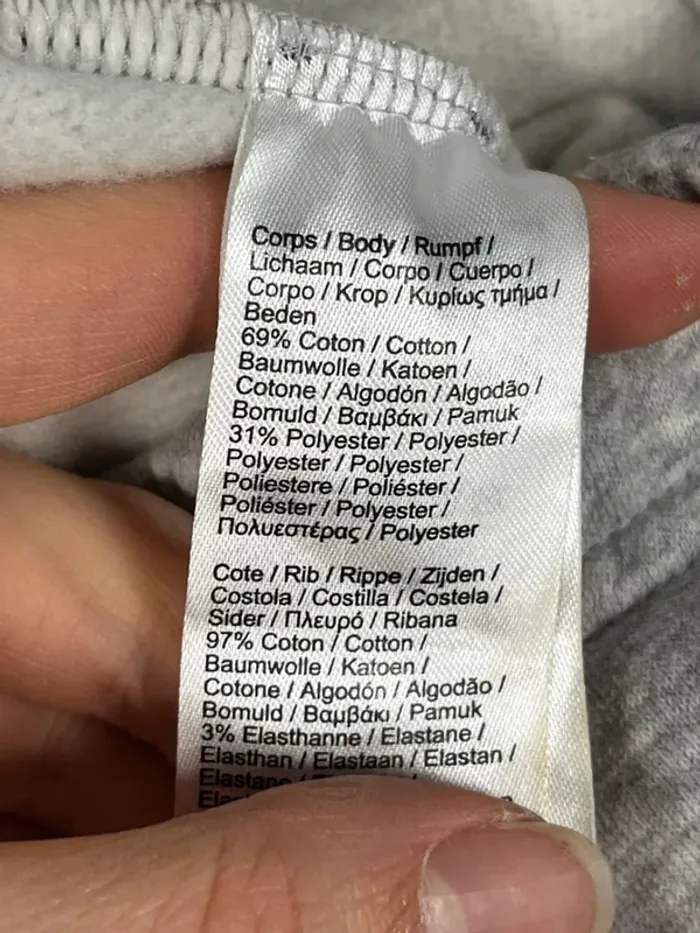 Corps / Body / Rumpf /
Lichaam / Corpo / Cuerpo /
Corpo / Krop / Κυρίως τμήμα /
Beden
69% Coton / Cotton /
Baumwolle / Katoen /
Cotone / Algodón / Algodão /
Bomuld / Βαμβάκι / Pamuk
31% Polyester / Polyester /
Polyester / Polyester /
Poliestere / Poliéster /
Poliéster / Polyester /
Πολυεστέρας / Polyester
Cote / Rib / Rippe / Zijden /
Costola / Costilla / Costela /
Sider / Πλευρό / Ribana
97% Coton / Cotton /
Baumwolle / Katoen /
Cotone / Algodón / Algodão /
Bomuld / Βαμβάκι / Pamuk
3% Elasthanne / Elastane /
Elasthan / Elastaan / Elastan /
Elastano /